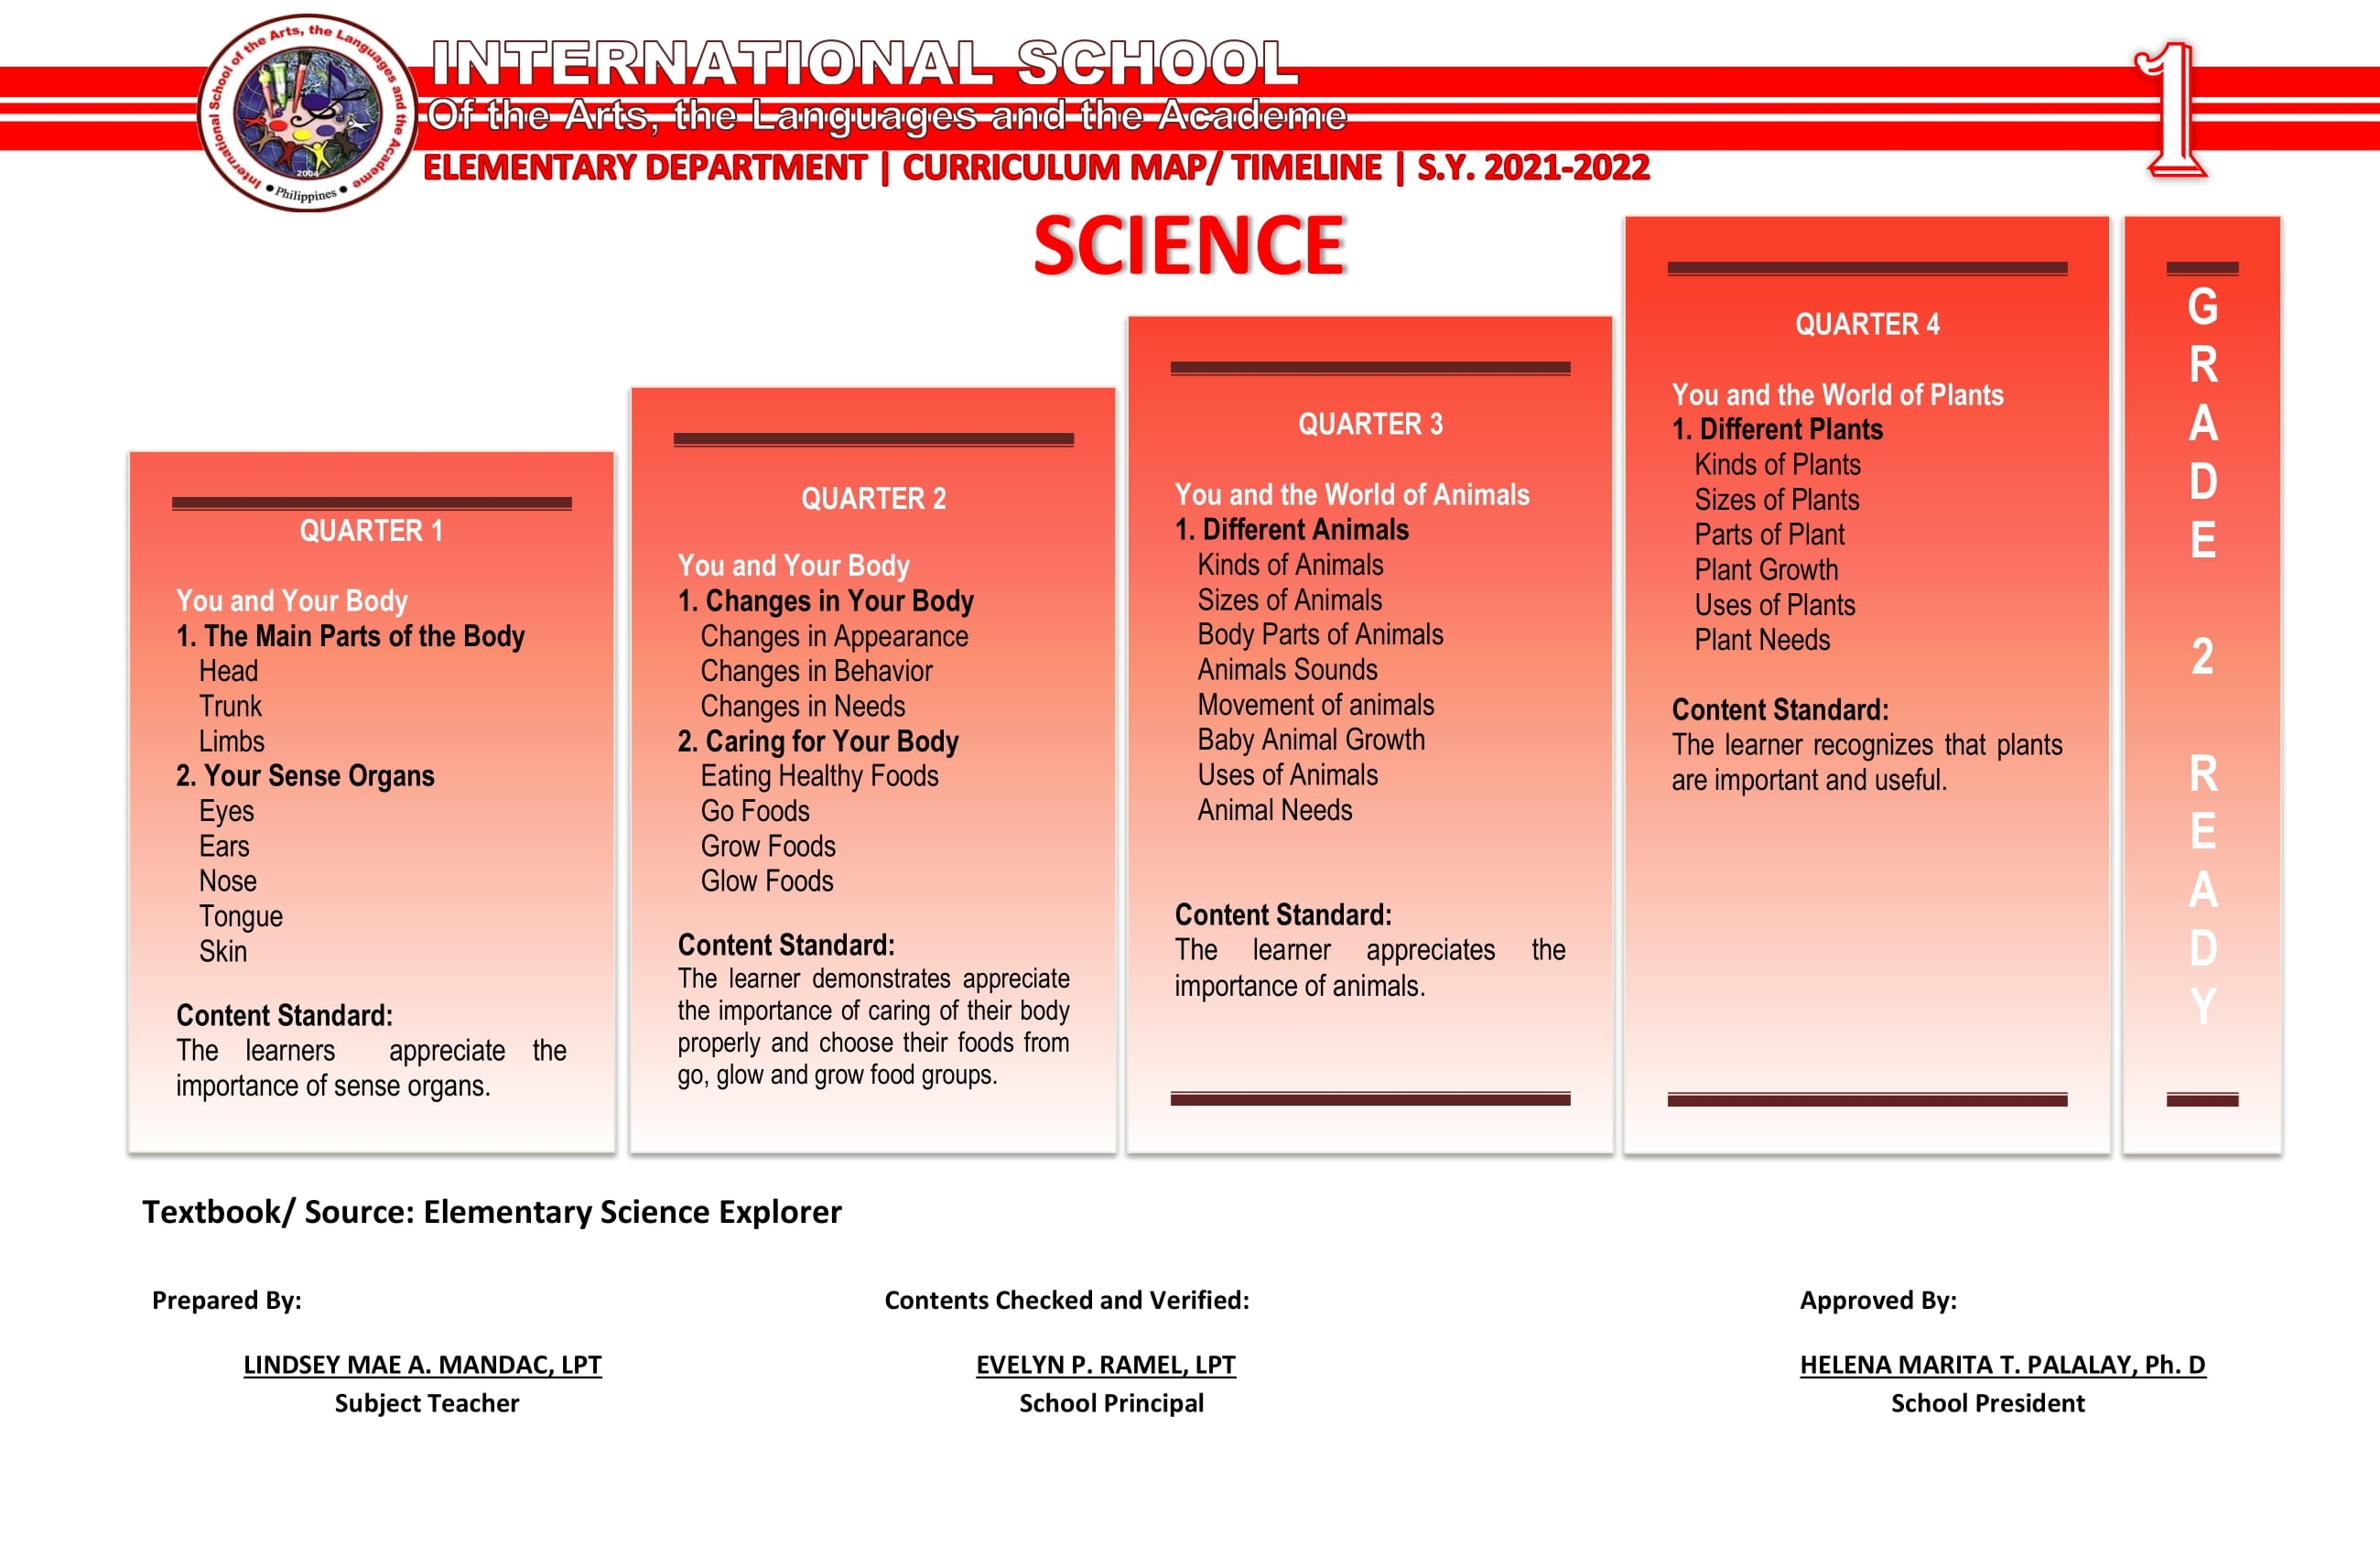 International School of the Arts, the Languages and the Academe
2004
Philippines
INTERNATIONAL SCHOOL
Of the Arts, the Languages and the Academe
ELEMENTARY DEPARTMENT | CURRICULUM MAP/ TIMELINE | S.Y. 2021-2022
1
SCIENCE
QUARTER 1
You and Your Body
1. The Main Parts of the Body
Head
Trunk
Limbs
2. Your Sense Organs
Eyes
Ears
Nose
Tongue
Skin
Content Standard:
The learners appreciate the
importance of sense organs.
QUARTER 2
You and Your Body
1. Changes in Your Body
Changes in Appearance
Changes in Behavior
Changes in Needs
2. Caring for Your Body
Eating Healthy Foods
Go Foods
Grow Foods
Glow Foods
Content Standard:
The learner demonstrates appreciate
the importance of caring of their body
properly and choose their foods from
go, glow and grow food groups.
QUARTER 3
You and the World of Animals
1. Different Animals
Kinds of Animals
Sizes of Animals
Body Parts of Animals
Animals Sounds
Movement of animals
Baby Animal Growth
Uses of Animals
Animal Needs
Content Standard:
The learner appreciates the
importance of animals.
QUARTER 4
You and the World of Plants
1. Different Plants
Kinds of Plants
Sizes of Plants
Parts of Plant
Plant Growth
Uses of Plants
Plant Needs
Content Standard:
The learner recognizes that plants
are important and useful.
G
R
A
D
E
2
R
E
A
D
Y
Textbook/ Source: Elementary Science Explorer
Prepared By:
LINDSEY MAE A. MANDAC, LPT
Subject Teacher
Contents Checked and Verified:
EVELYN P. RAMEL, LPT
School Principal
Approved By:
HELENA MARITA T. PALALAY, Ph. D
School President